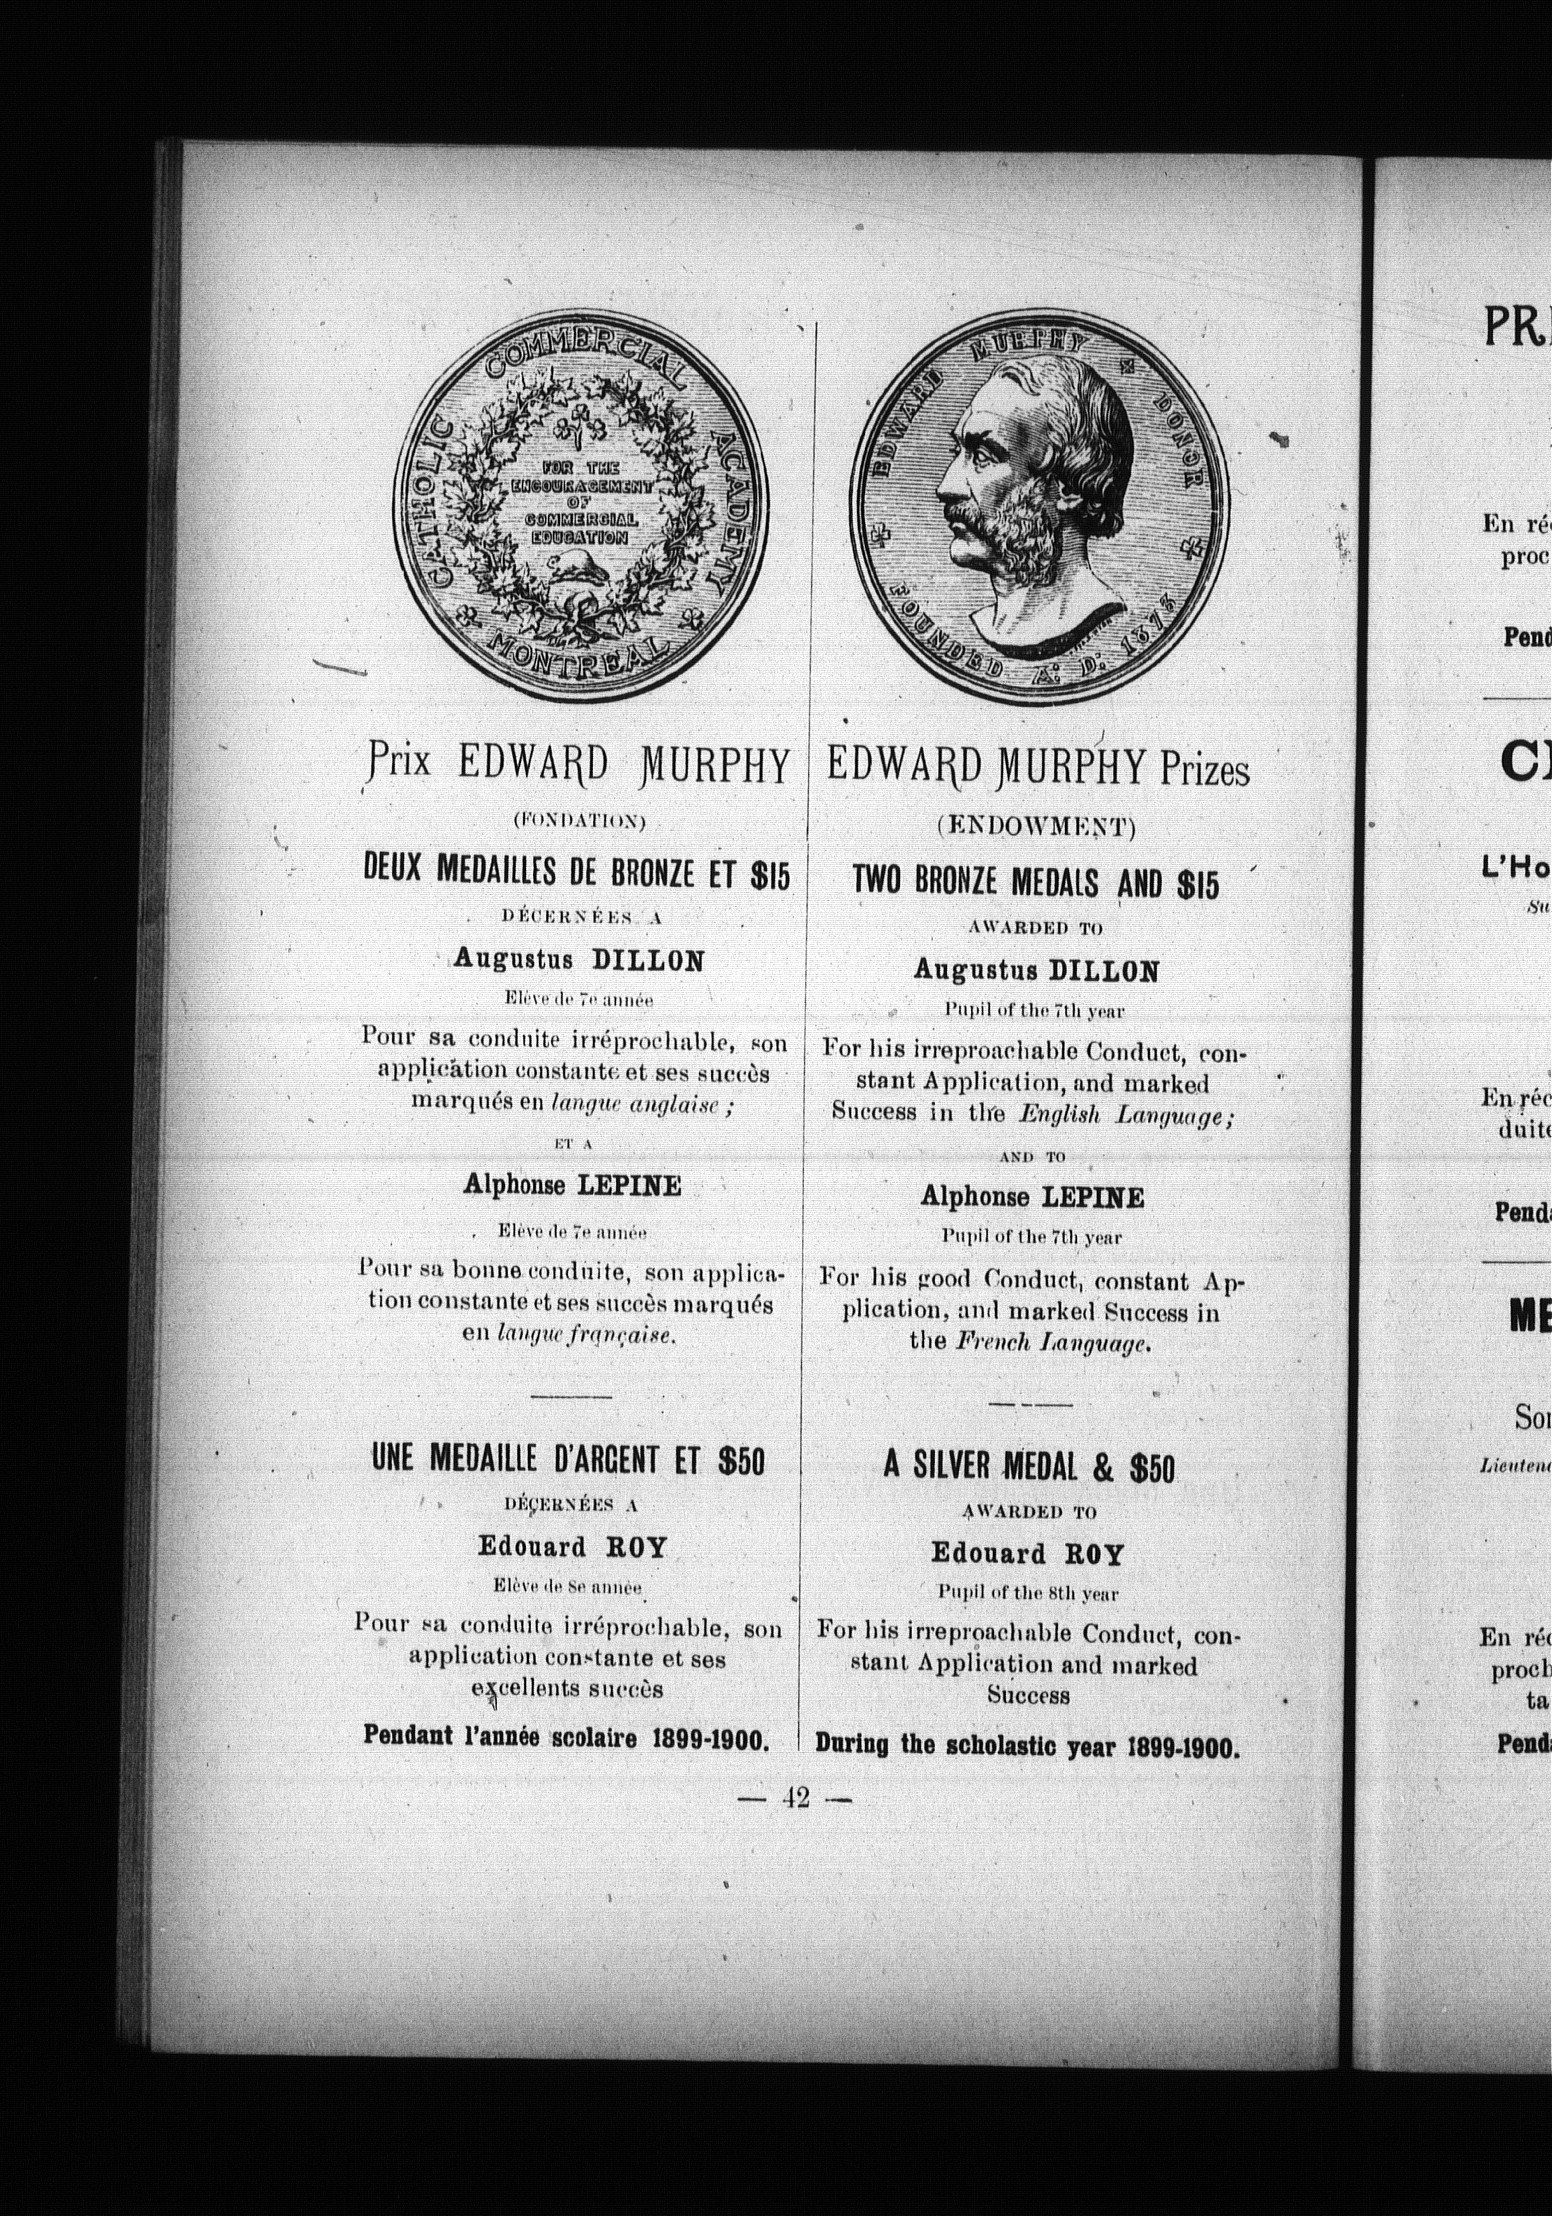 CATHOLIC COMMERCIAL ACADEMY
MONTREAL
FOR THE
ENCOURAGEMENT
OF
COMMERCIAL
EDUCATION
Prix EDWARD MURPHY
(FONDATION)
DEUX MEDAILLES DE BRONZE ET $15
DÉCERNÉES A
Augustus DILLON
Elève de 7e année
Pour sa conduite irréprochable, son
application constante et ses succès
marqués en langue anglaise ;
ET A
Alphonse LEPINE
Elève de 7e année
Pour sa bonne conduite, son applica-
tion constante et ses succès marqués
en langue française.
UNE MEDAILLE D'ARGENT ET $50
DÉCERNÉES A
Edouard ROY
Elève de 8e année
Pour sa conduite irréprochable, son
application constante et ses
excellents succès
Pendant l'année scolaire 1899-1900.
EDWARD MURPHY DONOR
FOUNDED A: D: 1873
EDWARD MURPHY Prizes
(ENDOWMENT)
TWO BRONZE MEDALS AND $15
AWARDED TO
Augustus DILLON
Pupil of the 7th year
For his irreproachable Conduct, con-
stant Application, and marked
Success in the English Language;
AND TO
Alphonse LEPINE
Pupil of the 7th year
For his good Conduct, constant Ap-
plication, and marked Success in
the French Language.
A SILVER MEDAL & $50
AWARDED TO
Edouard ROY
Pupil of the 8th year
For his irreproachable Conduct, con-
stant Application and marked
Success
During the scholastic year 1899-1900.
— 42 —
En
L'Ho
En
En
ta